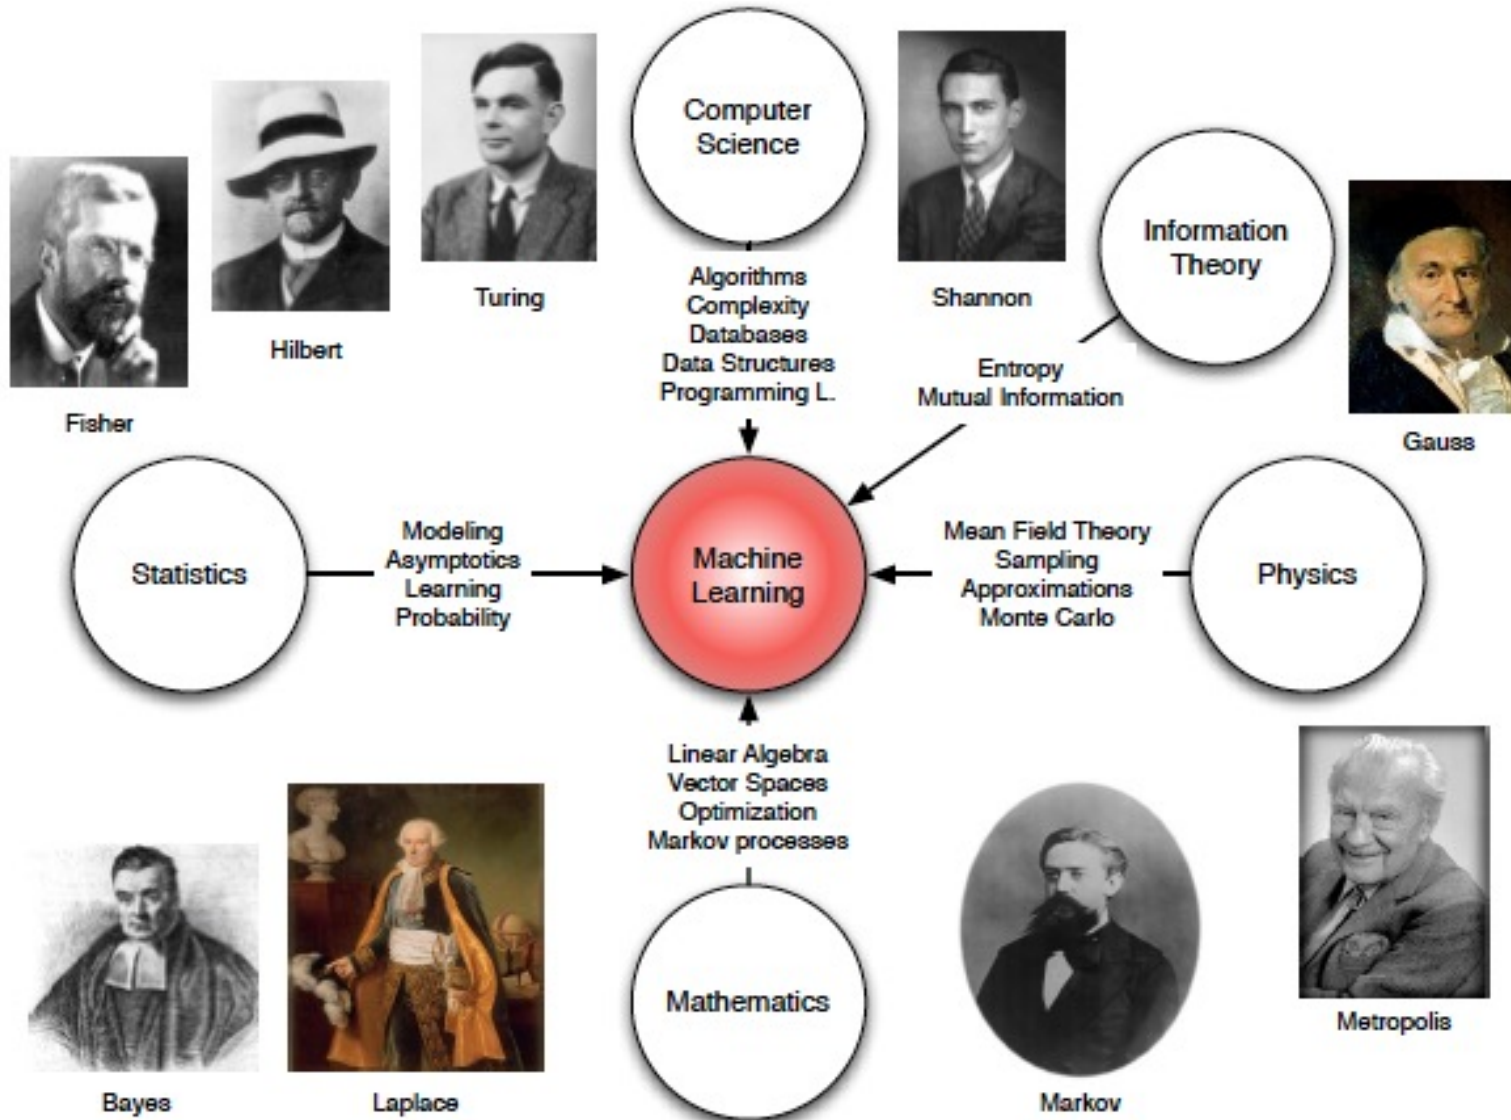 Computer
Science
Information
Theory
Turing
Shannon
Hilbert
Algorithms
Complexity
Databases
Data Structures
Programming L.
Entropy
Mutual Information
Fisher
Gauss
Statistics
Modeling
Asymptotics
Learning
Probability
Machine
Learning
Mean Field Theory
Sampling
Approximations
Monte Carlo
Physics
Linear Algebra
Vector Spaces
Optimization
Markov processes
Mathematics
Metropolis
Bayes
Laplace
Markov